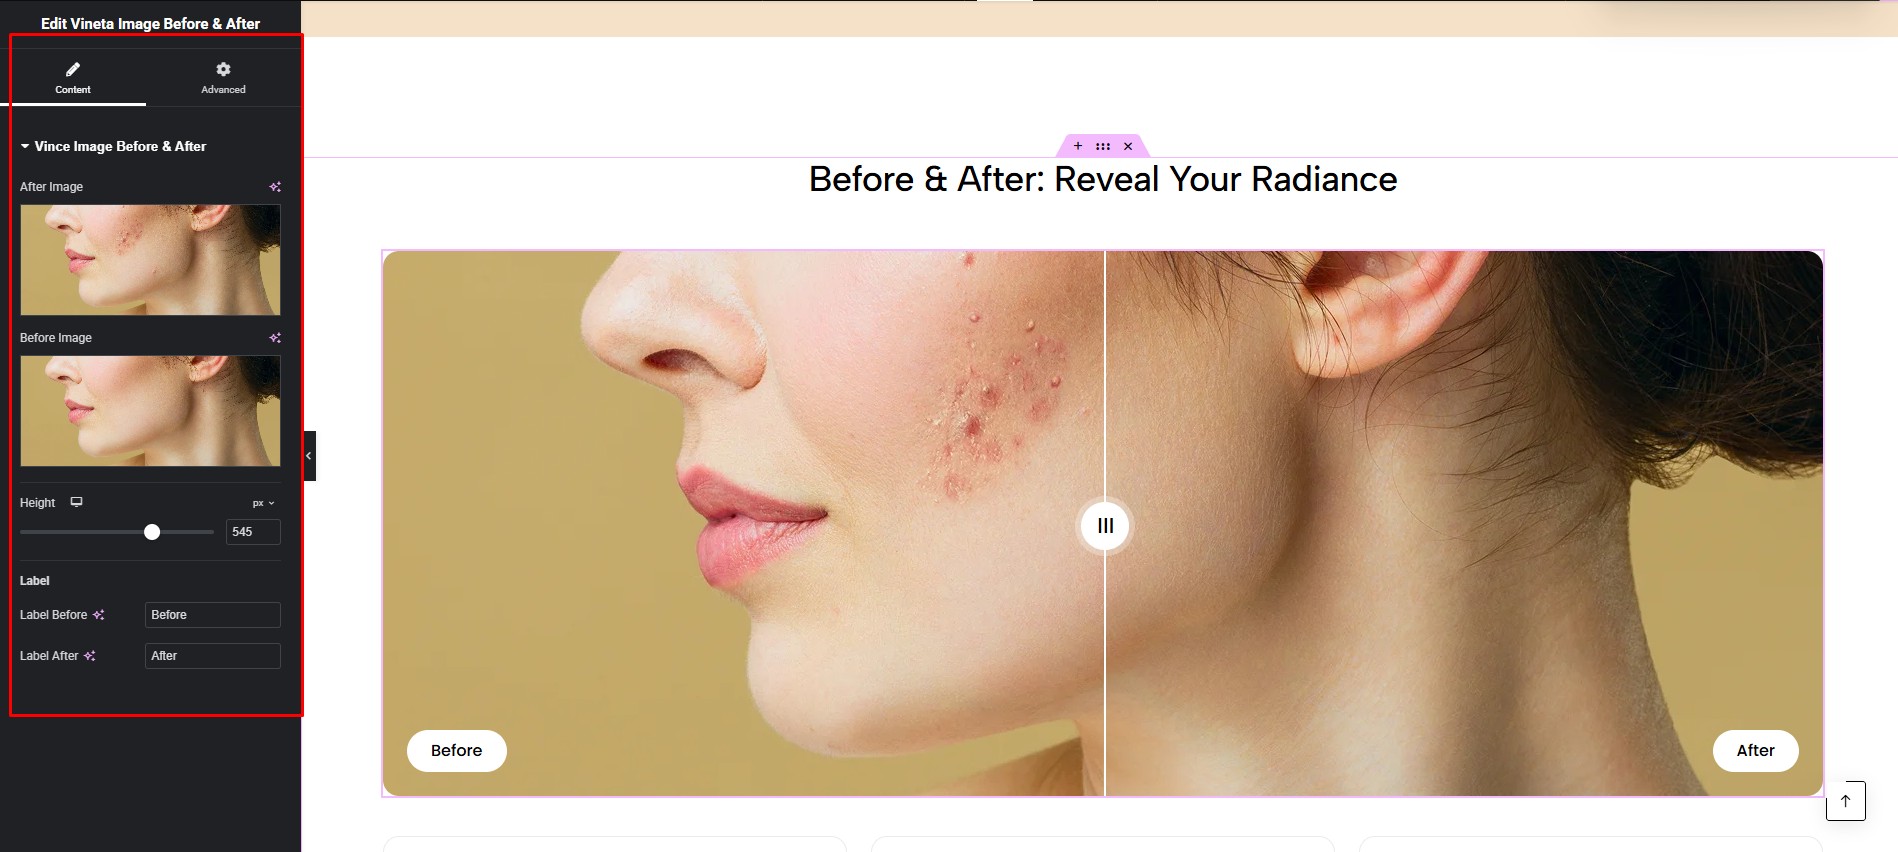 Edit Vineta Image Before & After
Content
Advanced
Vince Image Before & After
After Image
Before Image
Height
px
545
Label
Label Before
Before
Label After
After
Before & After: Reveal Your Radiance
Before
After